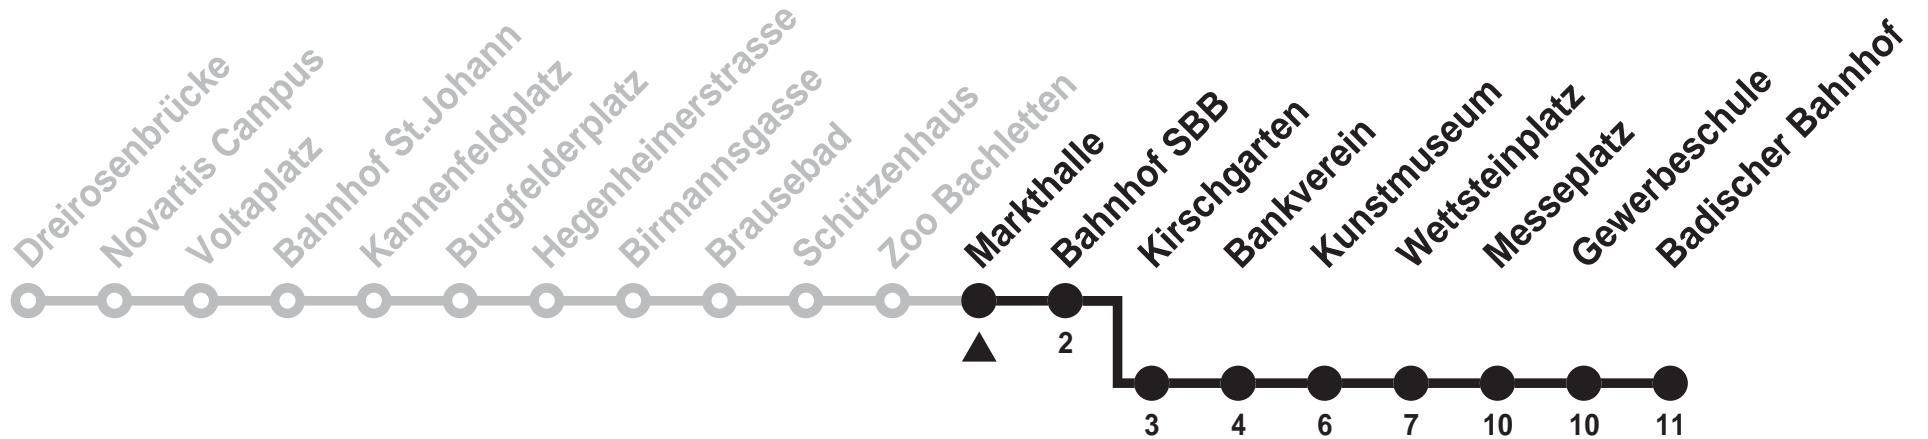 Dreirosenbrücke
Novartis Campus
Voltaplatz
Bahnhof St.Johann
Kannenfeldplatz
Burgfelderplatz
Hegenheimerstrasse
Birmannsgasse
Brausebad
Schützenhaus
Zoo Bachletten
Markthalle
Bahnhof SBB
Kirschgarten
Bankverein
Kunstmuseum
Wettsteinplatz
Messeplatz
Gewerbeschule
Badischer Bahnhof
2
3 4 6 7 10 10 11